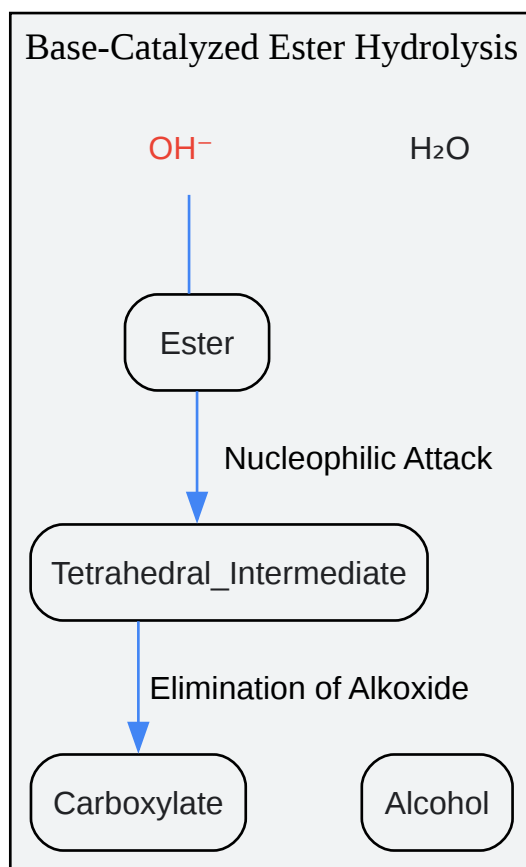 Base-Catalyzed Ester Hydrolysis
OH⁻ H₂O
Ester
Nucleophilic Attack
Tetrahedral_Intermediate
Elimination of Alkoxide
Carboxylate Alcohol